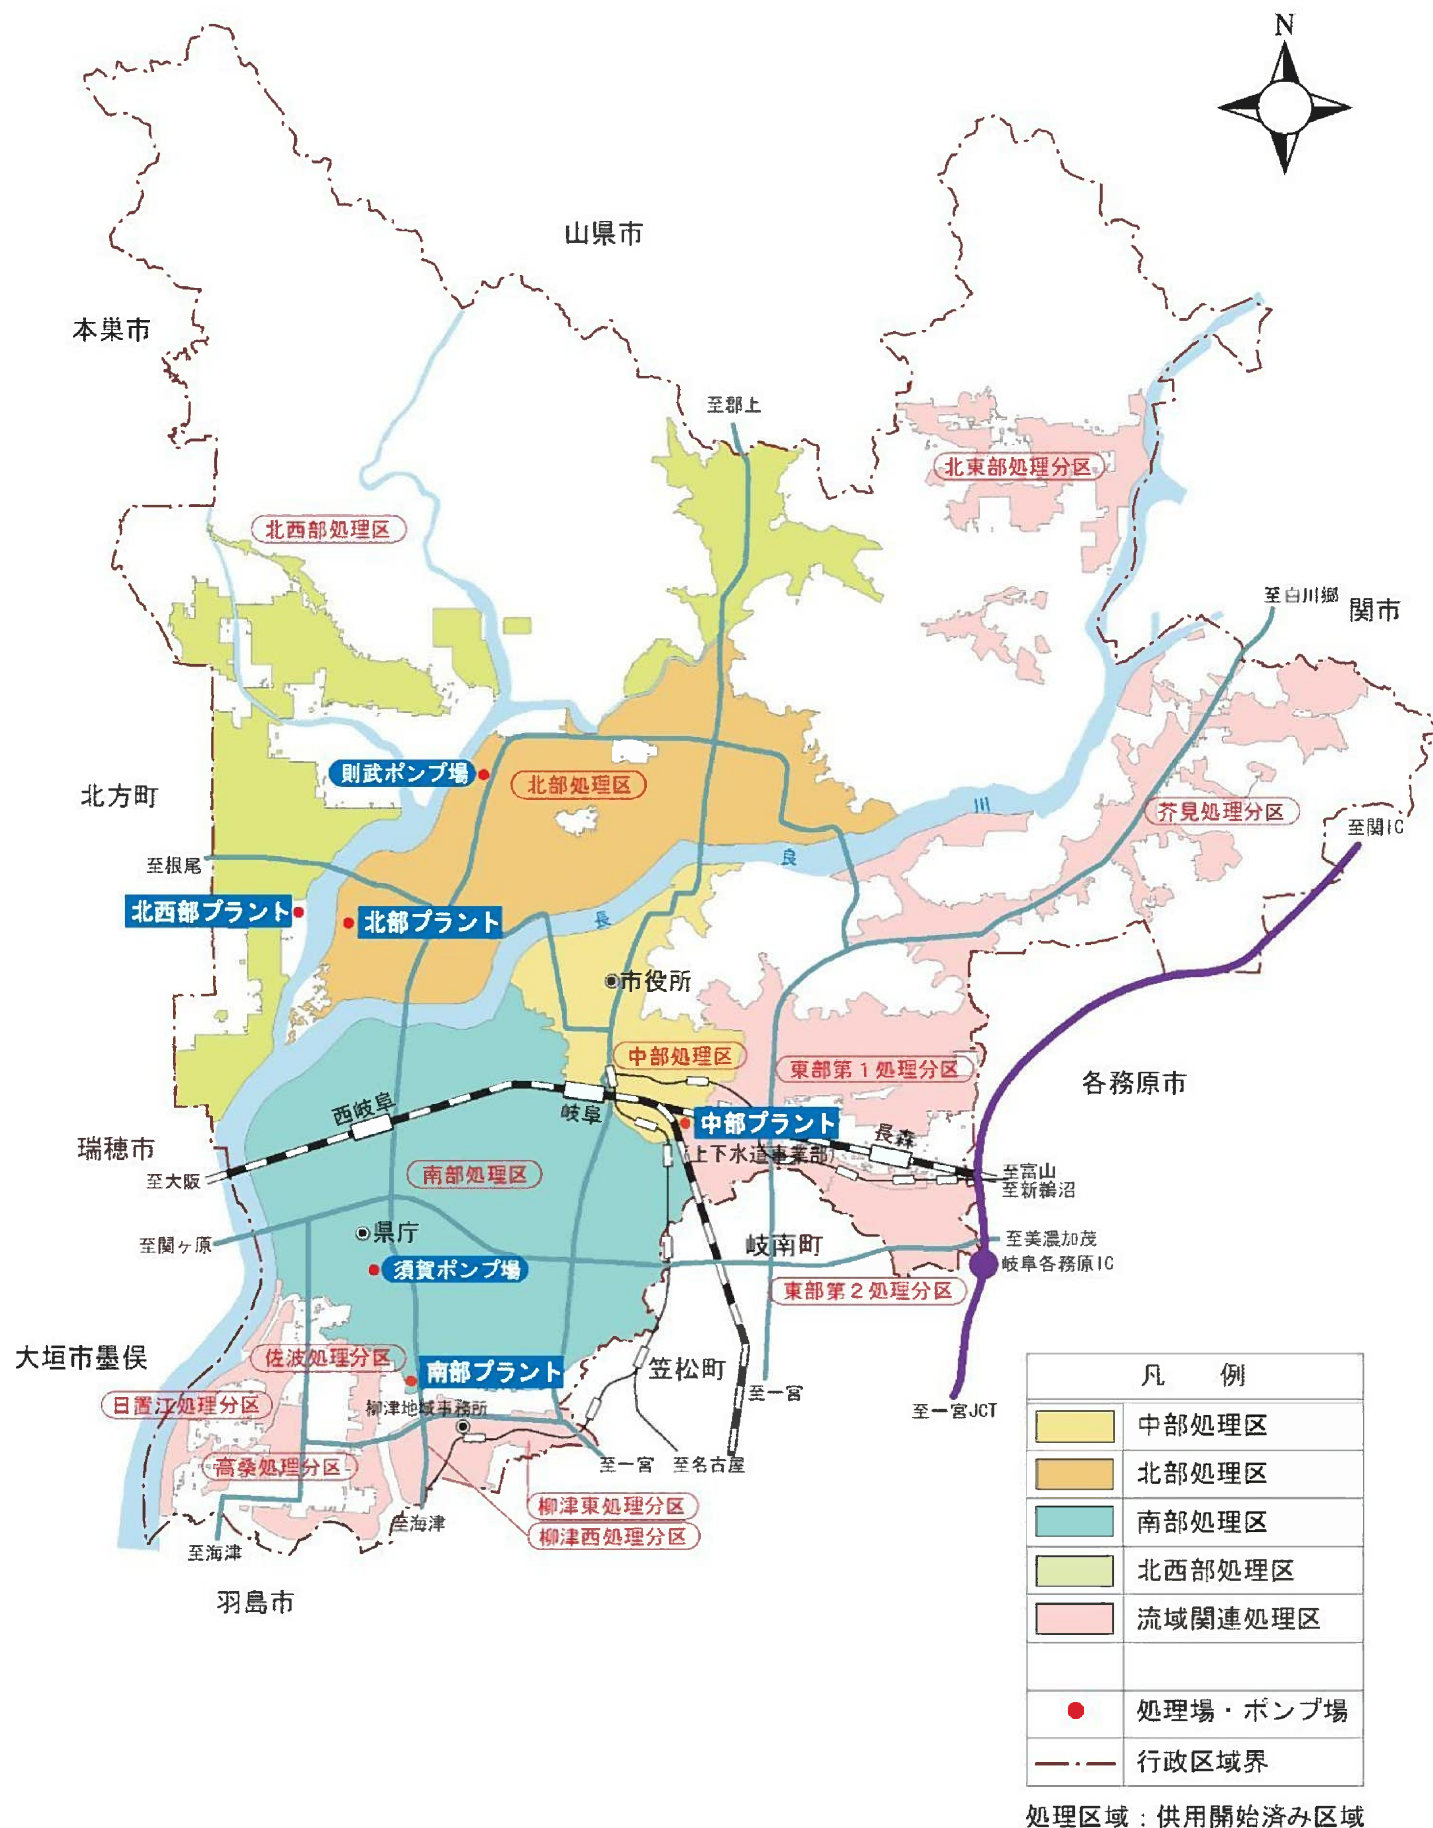 N
山県市
本巣市
至郡上
北東部処理分区
北西部処理区
至白川郷
関市
則武ポンプ場
北部処理区
北方町
川
芥見処理分区
至関IC
至根尾
良
北西部プラント
北部プラント
長
市役所
中部処理区
東部第1処理分区
各務原市
西岐阜
岐阜
中部プラント
長森
瑞穂市
上下水道事業部
至大阪
南部処理区
至富山
至新鵜沼
県庁
至関ヶ原
岐南町
至美濃加茂
岐阜各務原IC
須賀ポンプ場
東部第2処理分区
大垣市墨俣
佐波処理分区
南部プラント
笠松町
至一宮
日置江処理分区
柳津地域事務所
至一宮JCT
高桑処理分区
至一宮
至名古屋
柳津東処理分区
至海津
柳津西処理分区
至海津
羽島市
凡 例
中部処理区
北部処理区
南部処理区
北西部処理区
流域関連処理区
処理場・ポンプ場
行政区域界
処理区域：供用開始済み区域